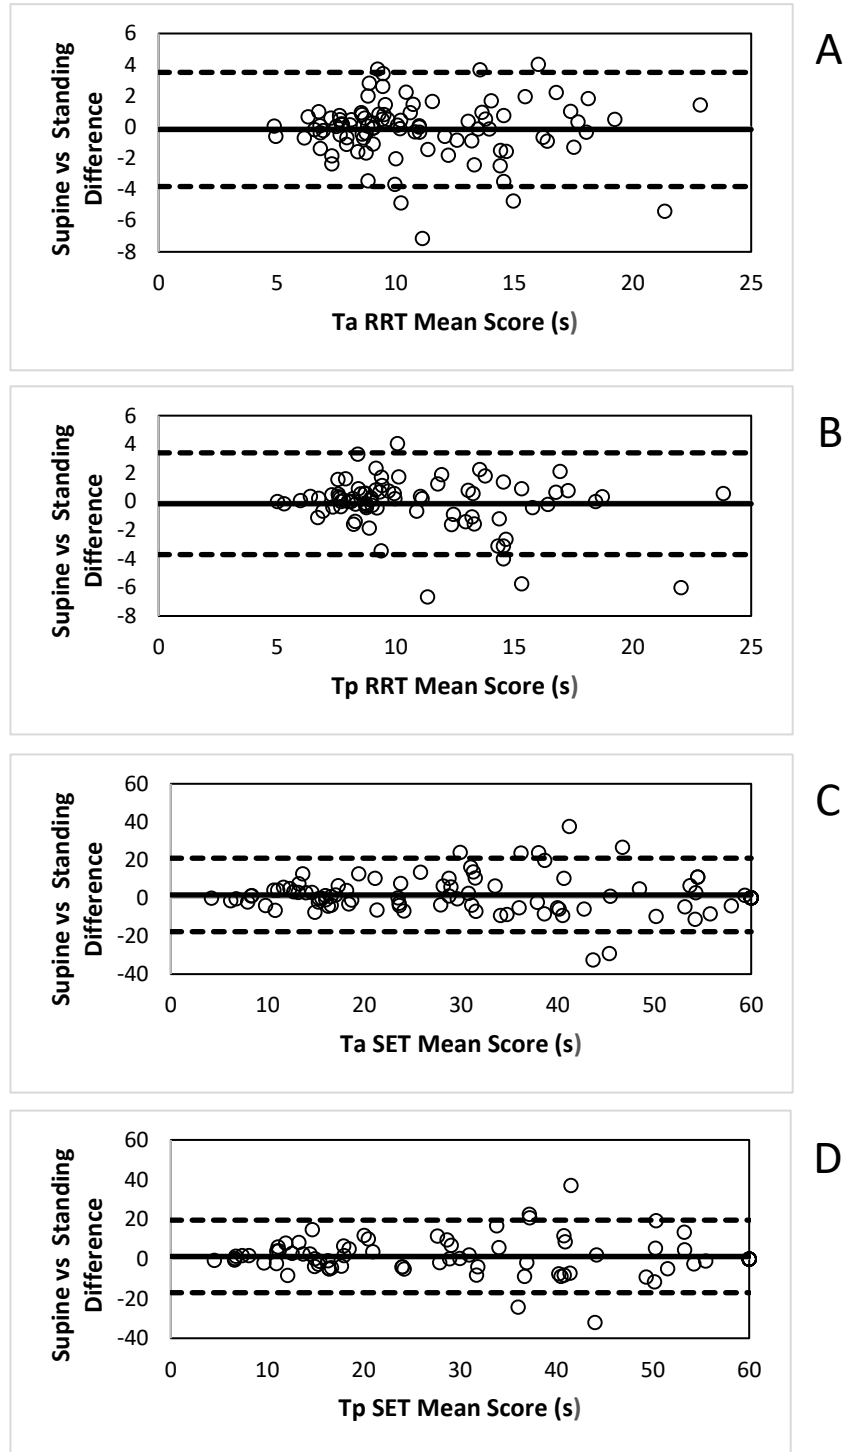 A
6
4
2
0
-2
-4
-6
-8
Supine vs Standing
Difference
0 5 10 15 20 25
Ta RRT Mean Score (s)
B
6
4
2
0
-2
-4
-6
-8
Supine vs Standing
Difference
0 5 10 15 20 25
Tp RRT Mean Score (s)
C
60
40
20
0
-20
-40
Supine vs Standing
Difference
0 10 20 30 40 50 60
Ta SET Mean Score (s)
D
60
40
20
0
-20
-40
Supine vs Standing
Difference
0 10 20 30 40 50 60
Tp SET Mean Score (s)